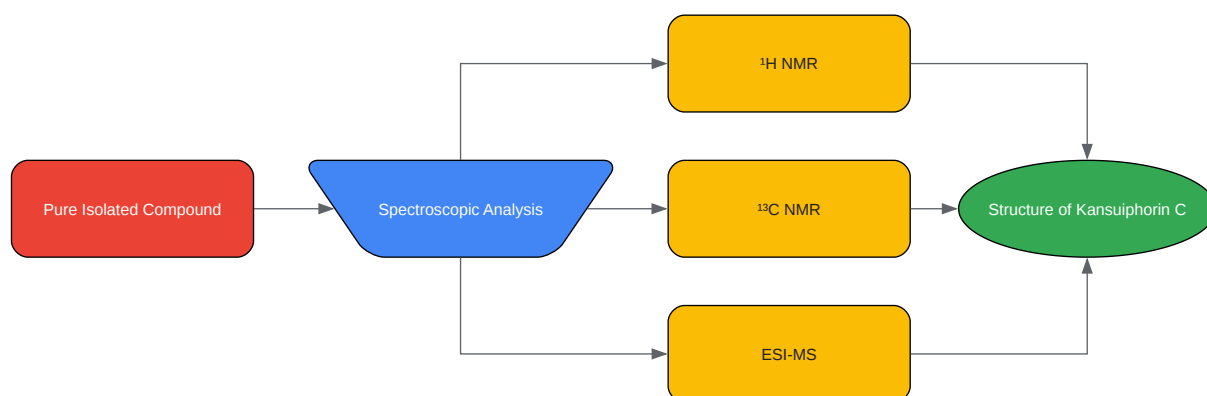 ¹H NMR
Pure Isolated Compound
Spectroscopic Analysis
¹³C NMR
Structure of Kansuiphorin C
ESI-MS